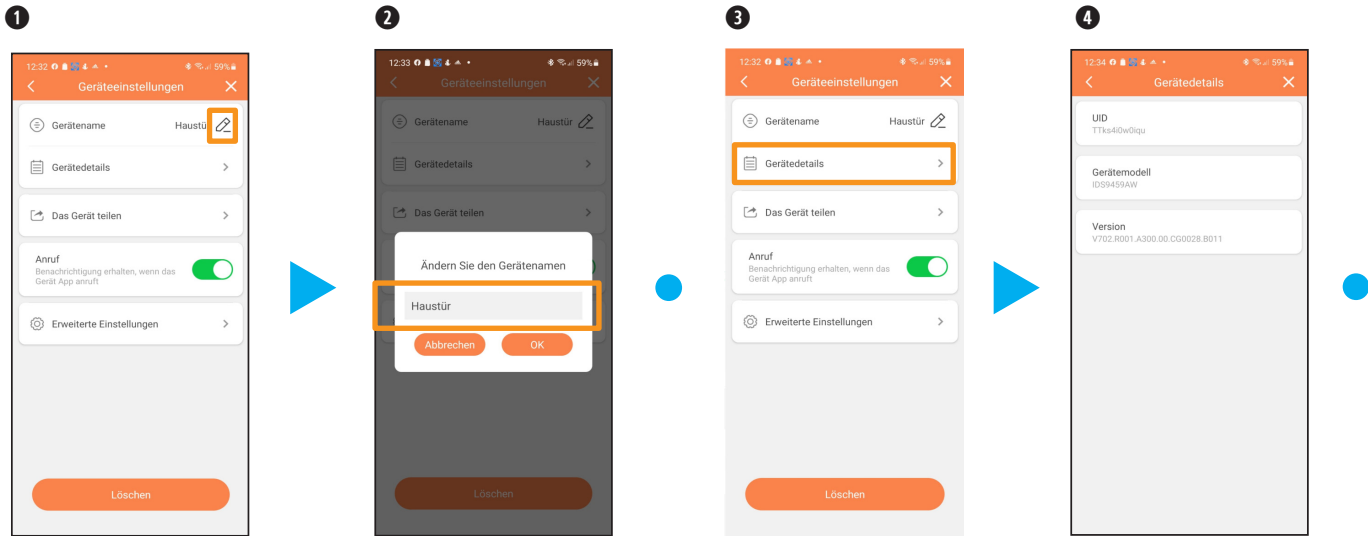 1
12:32 59%
Geräteeinstellungen
Gerätename Haustür
Gerätedetails
Das Gerät teilen
Anruf
Benachrichtigung erhalten, wenn das
Gerät App anruft
Erweiterte Einstellungen
Löschen
2
12:33 59%
Geräteeinstellungen
Gerätename Haustür
Gerätedetails
Das Gerät teilen
Ändern Sie den Gerätenamen
Haustür
Abbrechen OK
Löschen
3
12:32 59%
Geräteeinstellungen
Gerätename Haustür
Gerätedetails
Das Gerät teilen
Anruf
Benachrichtigung erhalten, wenn das
Gerät App anruft
Erweiterte Einstellungen
Löschen
4
12:34 59%
Gerätedetails
UID
TTks4i0w0iqu
Gerätemodell
IDS9459AW
Version
V702.R001.A300.00.CG0028.B011